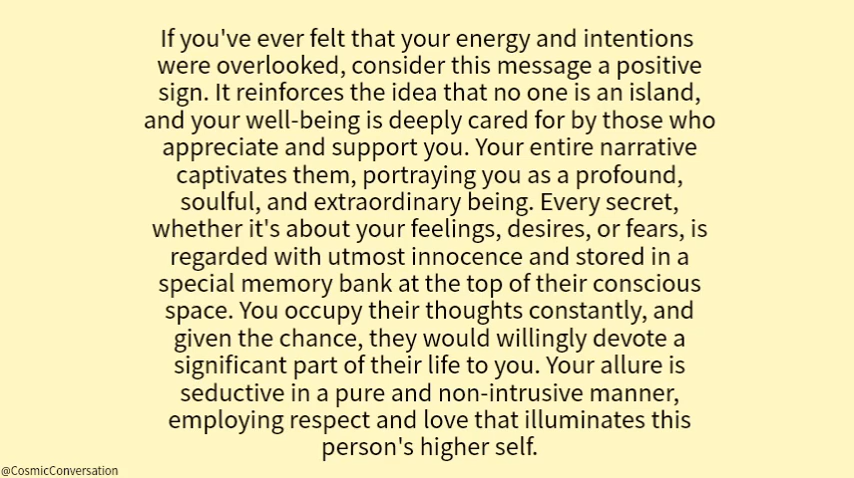 If you've ever felt that your energy and intentions
were overlooked, consider this message a positive
sign. It reinforces the idea that no one is an island,
and your well-being is deeply cared for by those who
appreciate and support you. Your entire narrative
captivates them, portraying you as a profound,
soulful, and extraordinary being. Every secret,
whether it's about your feelings, desires, or fears, is
regarded with utmost innocence and stored in a
special memory bank at the top of their conscious
space. You occupy their thoughts constantly, and
given the chance, they would willingly devote a
significant part of their life to you. Your allure is
seductive in a pure and non-intrusive manner,
employing respect and love that illuminates this
person's higher self.
@CosmicConversation